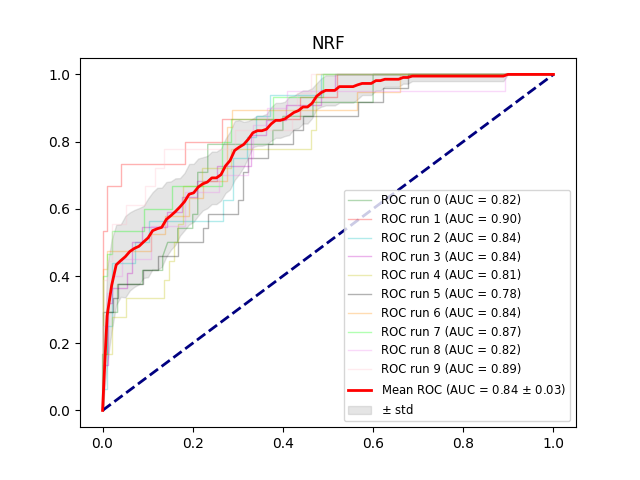 NRF
1.0
0.8
0.6
0.4
0.2
0.0
ROC run 0 (AUC = 0.82)
ROC run 1 (AUC = 0.90)
ROC run 2 (AUC = 0.84)
ROC run 3 (AUC = 0.84)
ROC run 4 (AUC = 0.81)
ROC run 5 (AUC = 0.78)
ROC run 6 (AUC = 0.84)
ROC run 7 (AUC = 0.87)
ROC run 8 (AUC = 0.82)
ROC run 9 (AUC = 0.89)
Mean ROC (AUC = 0.84 ± 0.03)
± std
0.0 0.2 0.4 0.6 0.8 1.0